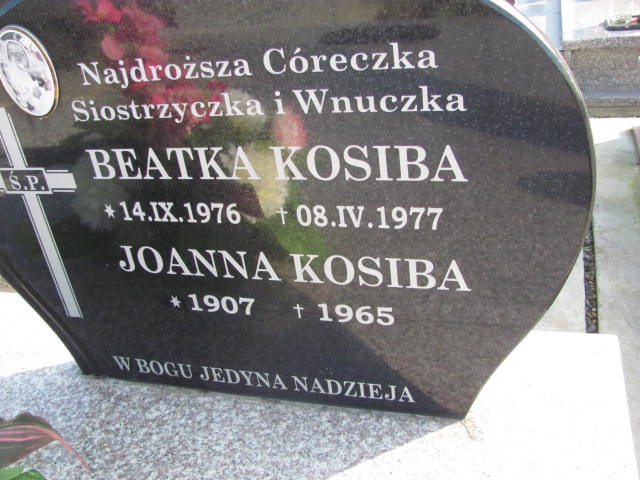 Najdroższa Córeczka
Siostrzyczka i Wnuczka
Ś.P.
BEATKA KOSIBA
* 14.IX.1976 † 08.IV.1977
JOANNA KOSIBA
* 1907 † 1965
W BOGU JEDYNA NADZIEJA